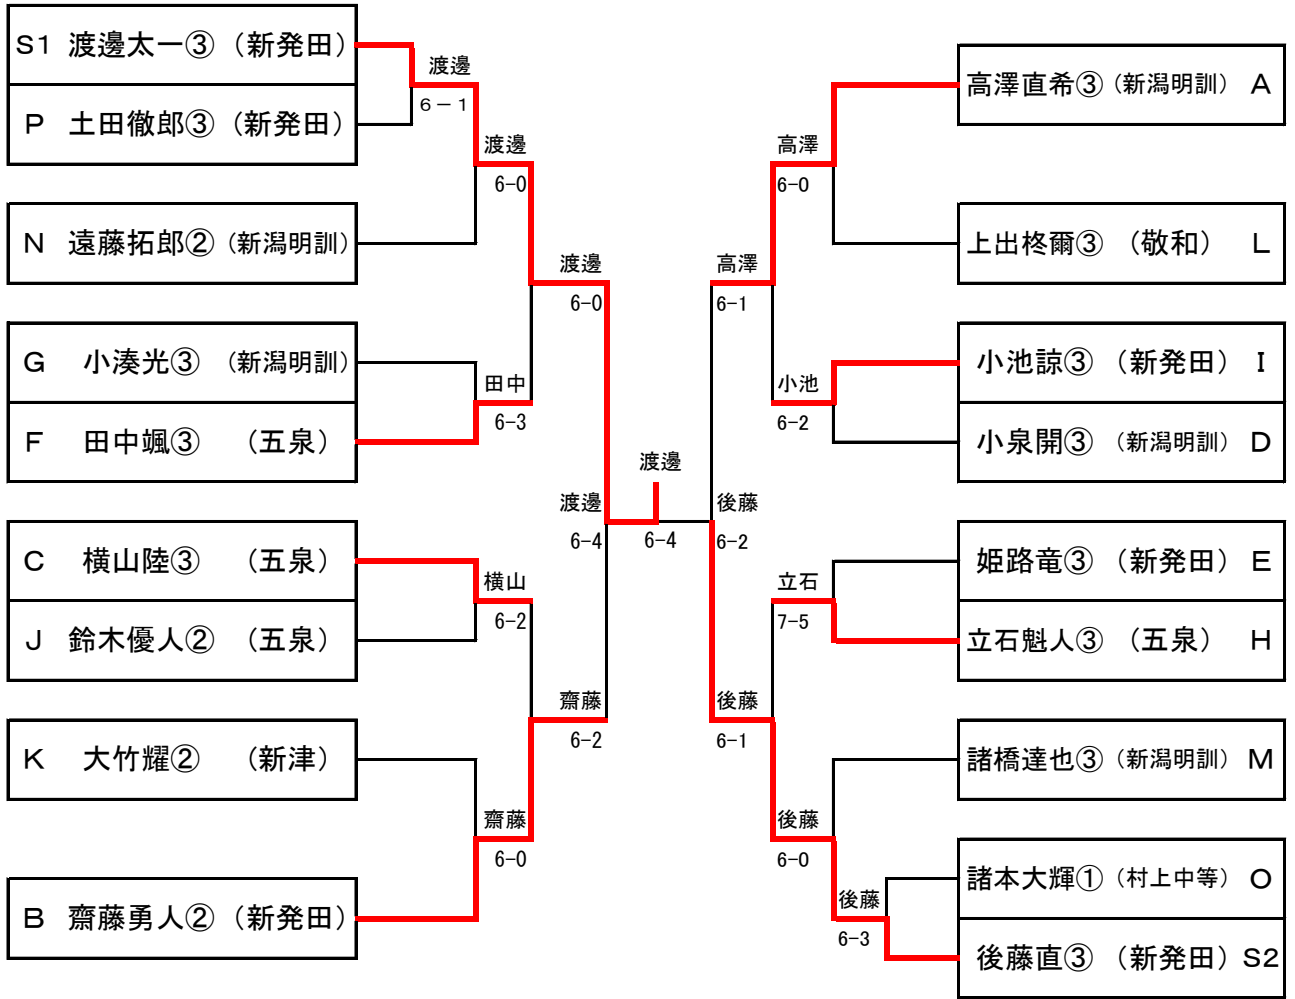 S1 渡邊太一③ (新発田)
P 土田徹郎③ (新発田)
N 遠藤拓郎② (新潟明訓)
G 小湊光③ (新潟明訓)
F 田中颯③ (五泉)
C 横山陸③ (五泉)
J 鈴木優人② (五泉)
K 大竹耀② (新津)
B 齋藤勇人② (新発田)
渡邊
6－1
渡邊
6-0
田中
6-3
横山
6-2
齋藤
6-0
渡邊
6-0
齋藤
6-2
渡邊
6-4
渡邊
6-4
後藤
6-2
高澤
6-1
後藤
6-1
高澤
6-0
小池
6-2
立石
7-5
後藤
6-0
後藤
6-3
高澤直希③ (新潟明訓) A
上出柊爾③ (敬和) L
小池諒③ (新発田) I
小泉開③ (新潟明訓) D
姫路竜③ (新発田) E
立石魁人③ (五泉) H
諸橋達也③ (新潟明訓) M
諸本大輝① (村上中等) O
後藤直③ (新発田) S2